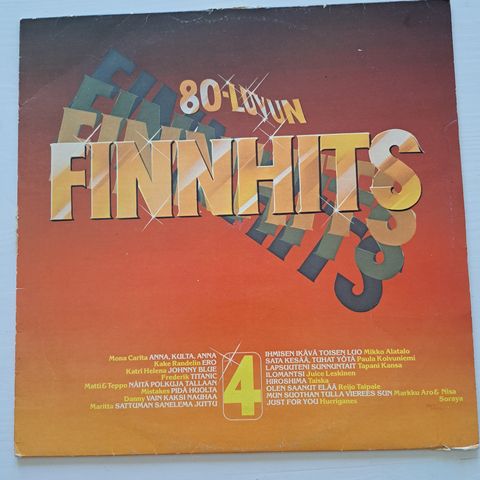 80-LUVUN
FINNHITS
Mona Carita ANNA, KULTA, ANNA
Kake Randelin ERO
Katri Helena JOHNNY BLUE
Frederik TITANIC
Matti & Teppo NÄITÄ POLKUJA TALLAAN
Mistakes PIDÄ HUOLTA
Danny VAIN KAKSI NAUHAA
Maritta SATTUMAN SANELEMA JUTTU
4
IHMISEN IKÄVÄ TOISEN LUO Mikko Alatalo
SATA KESÄÄ, TUHAT YÖTÄ Paula Koivuniemi
LAPSUUTENI SUNNUNTAIT Tapani Kansa
ILOMANTSI Juice Leskinen
HIROSHIMA Taiska
OLEN SAANUT ELÄÄ Reijo Taipale
MUN SUOTHAN TULLA VIEREES SUN Markku Aro & Nisa Soraya
JUST FOR YOU Hurriganes